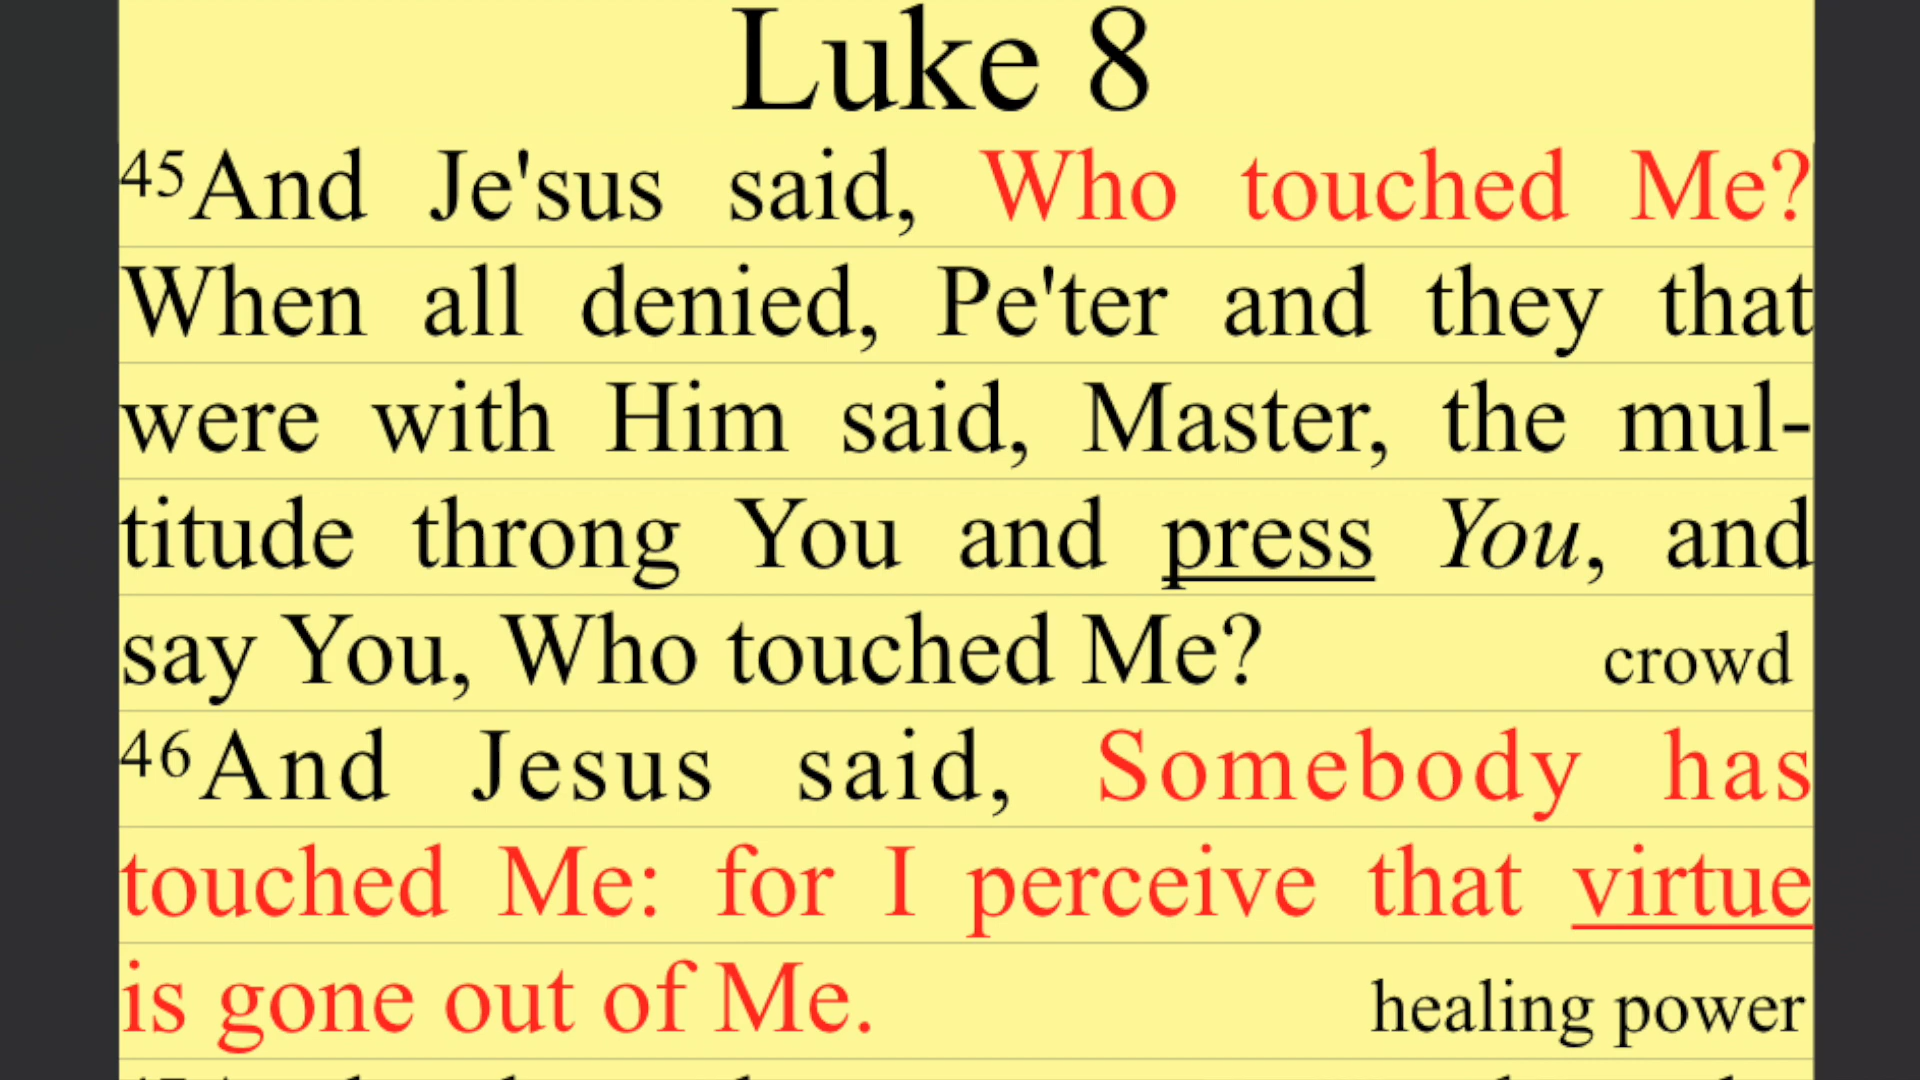 Luke 8
45And Je'sus said, Who touched Me?
When all denied, Pe'ter and they that
were with Him said, Master, the mul-
titude throng You and press You, and
say You, Who touched Me? crowd
46And Jesus said, Somebody has
touched Me: for I perceive that virtue
is gone out of Me. healing power